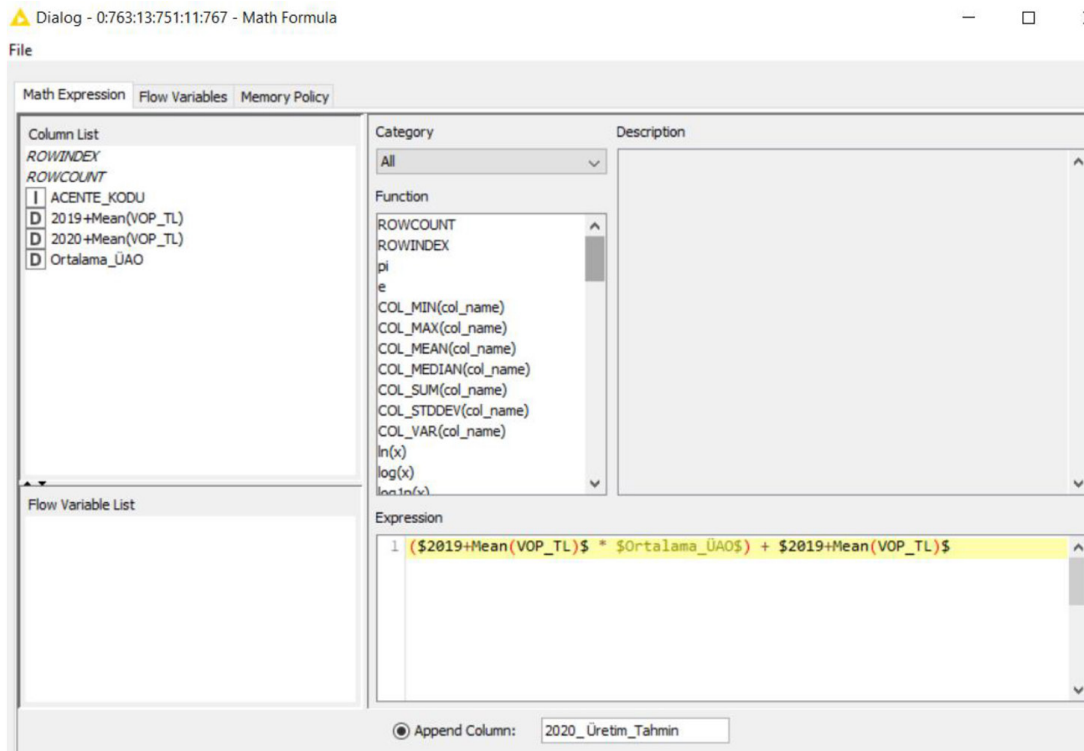 Dialog - 0:763:13:751:11:767 - Math Formula
File
Math Expression Flow Variables Memory Policy
Column List
ROWINDEX
ROWCOUNT
I ACENTE_KODU
D 2019+Mean(VOP_TL)
D 2020+Mean(VOP_TL)
D Ortalama_ÜAO
Flow Variable List
Category
All
Function
ROWCOUNT
ROWINDEX
pi
e
COL_MIN(col_name)
COL_MAX(col_name)
COL_MEAN(col_name)
COL_MEDIAN(col_name)
COL_SUM(col_name)
COL_STDDEV(col_name)
COL_VAR(col_name)
ln(x)
log(x)
log1p(x)
Description
Expression
1 ($2019+Mean(VOP_TL)$ * $Ortalama_ÜAO$) + $2019+Mean(VOP_TL)$
Append Column: 2020_Üretim_Tahmin